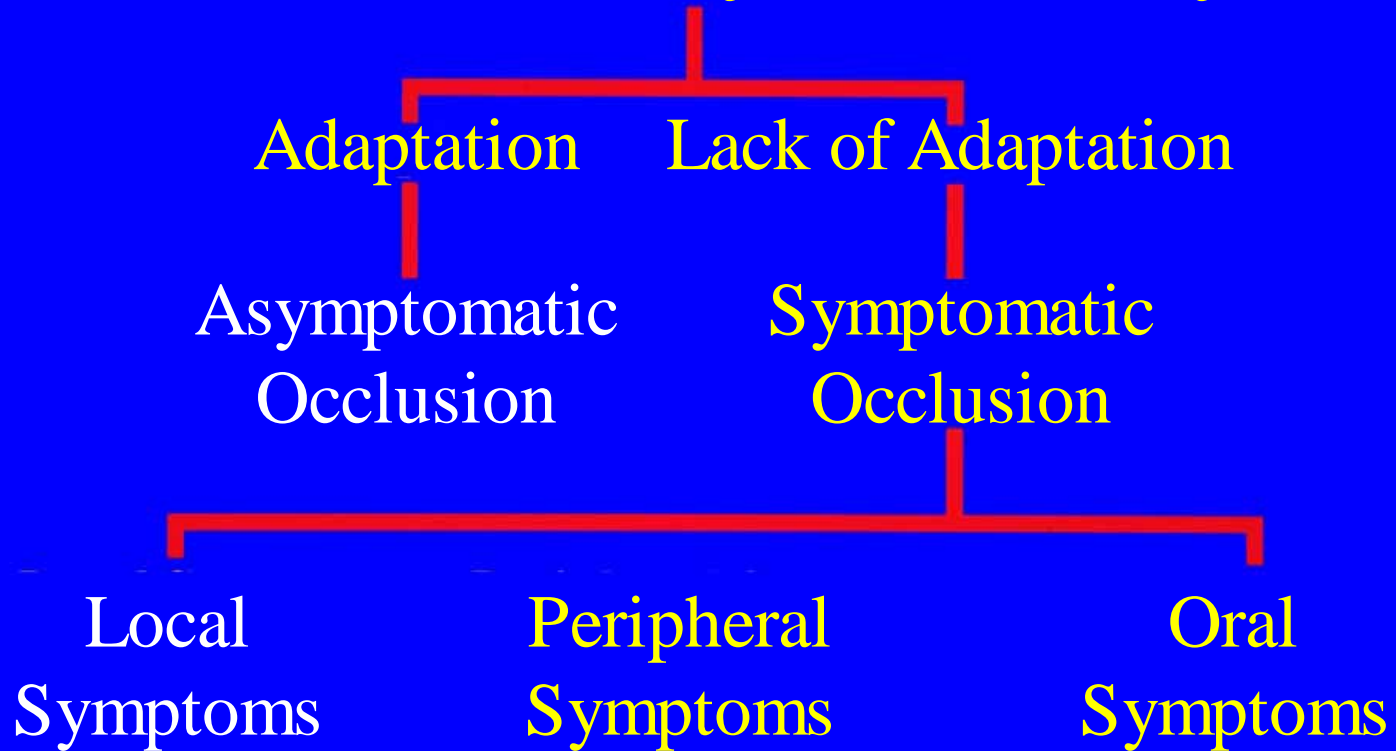 Adaptation Lack of Adaptation
Asymptomatic Symptomatic
Occlusion Occlusion
Local Peripheral Oral
Symptoms Symptoms Symptoms